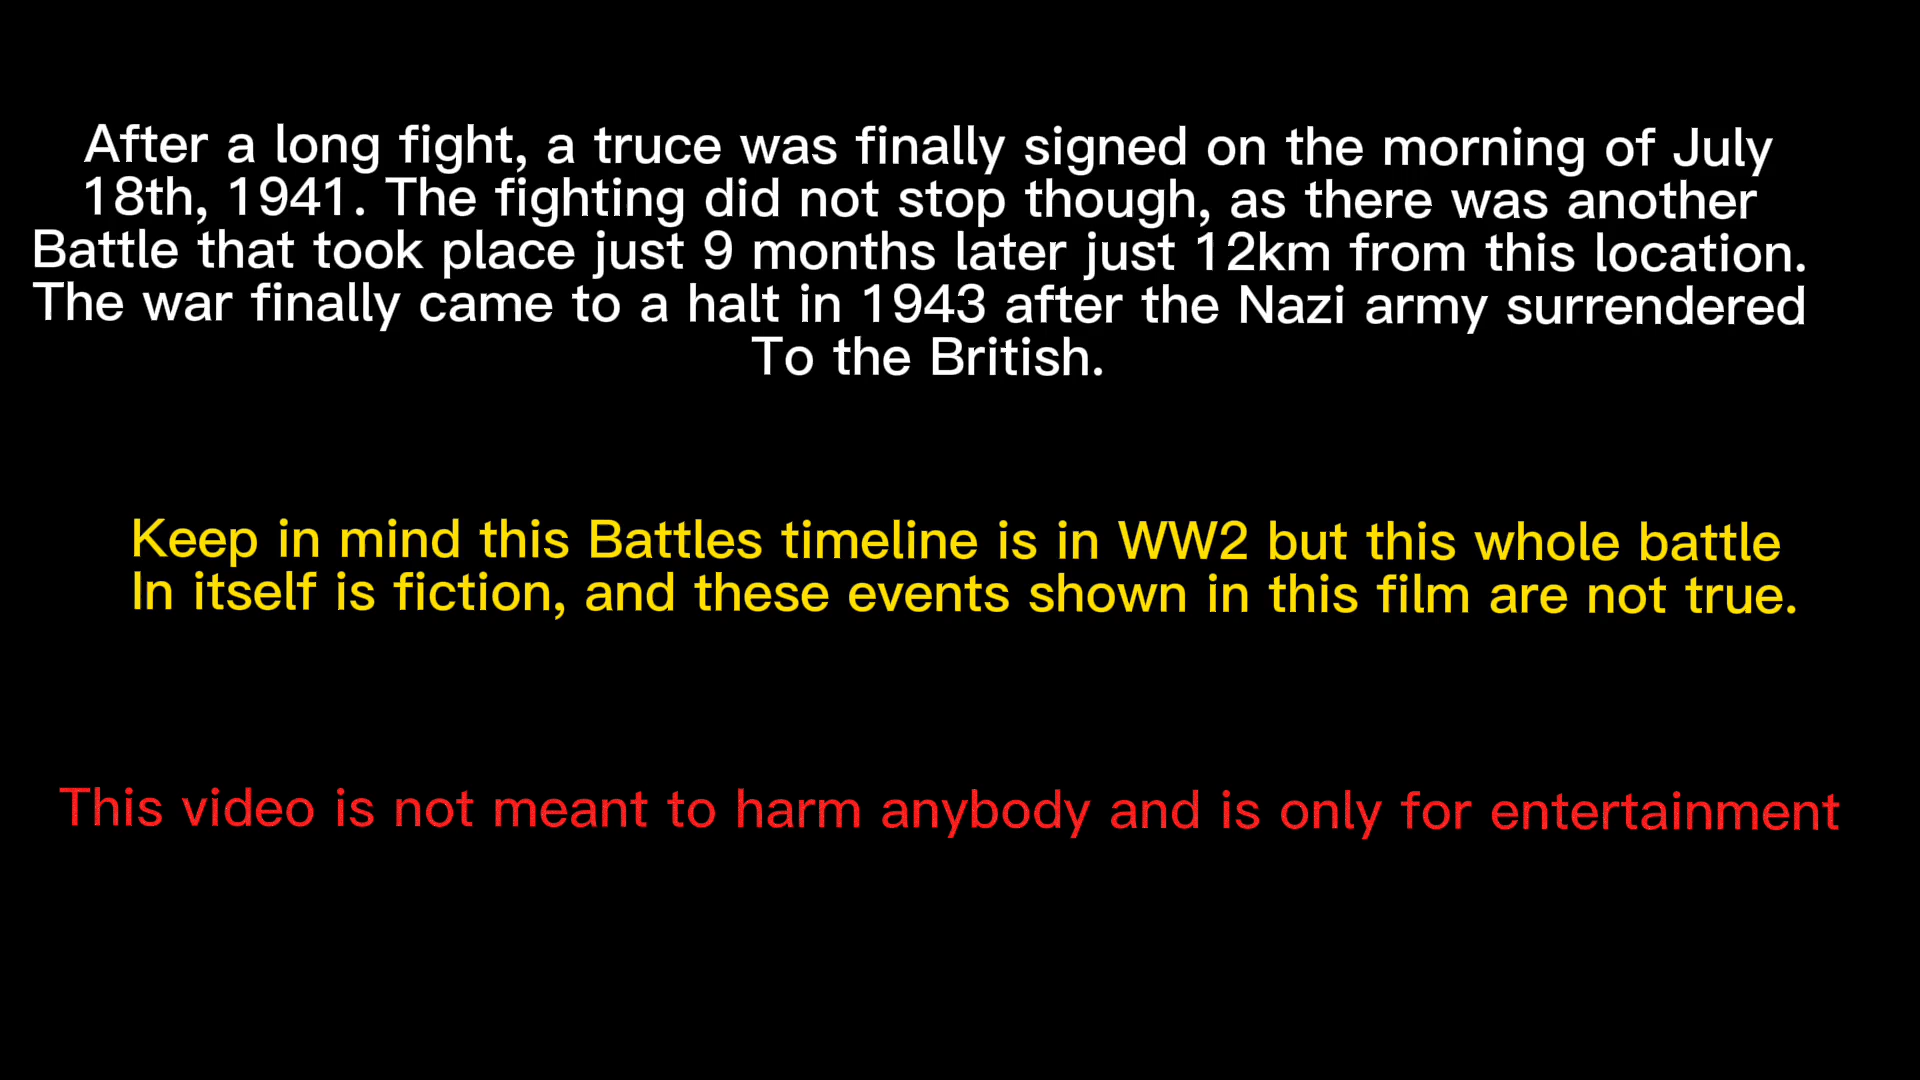 After a long fight, a truce was finally signed on the morning of July
18th, 1941. The fighting did not stop though, as there was another
Battle that took place just 9 months later just 12km from this location.
The war finally came to a halt in 1943 after the Nazi army surrendered
To the British.
Keep in mind this Battles timeline is in WW2 but this whole battle
In itself is fiction, and these events shown in this film are not true.
This video is not meant to harm anybody and is only for entertainment